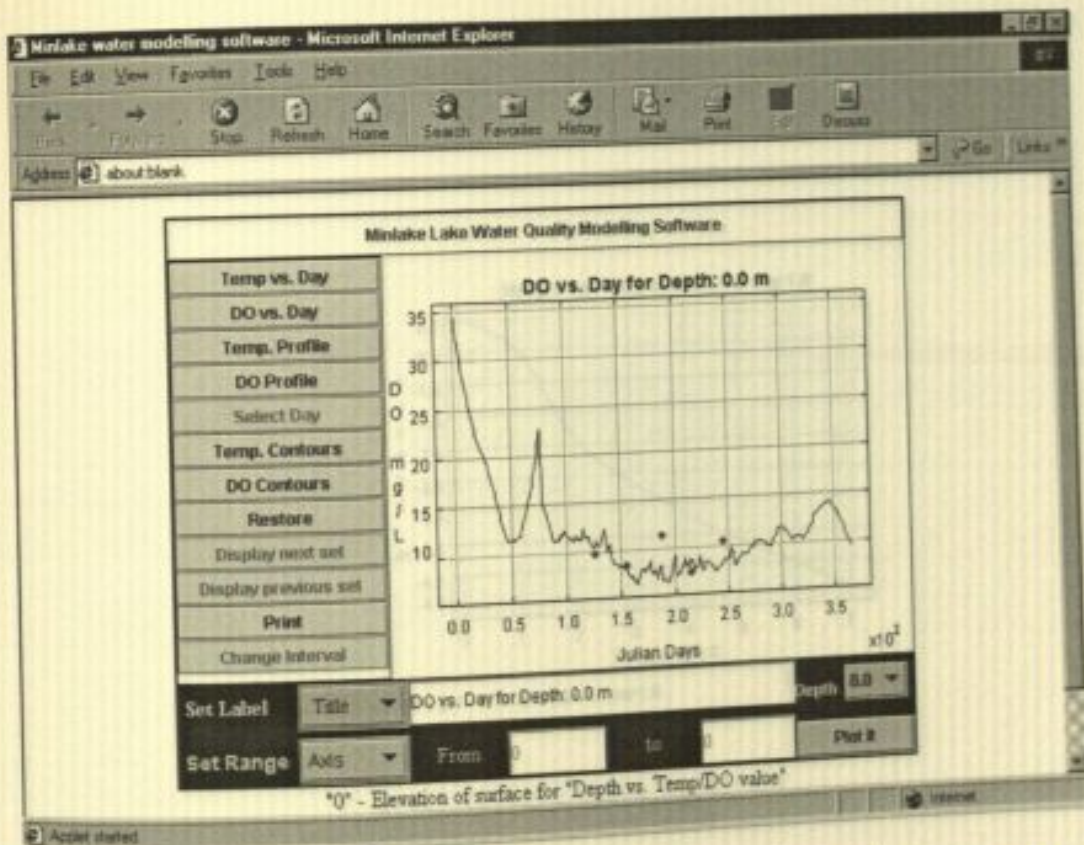 Minlake water modelling software - Microsoft Internet Explorer
File Edit View Favorites Tools Help
Stop Refresh Home Search Favorites History Mail Print Discuss
Address about:blank Go Links »
Minlake Lake Water Quality Modelling Software
Temp vs. Day
DO vs. Day
Temp. Profile
DO Profile
Select Day
Temp. Contours
DO Contours
Restore
Display next set
Display previous set
Print
Change Interval
DO vs. Day for Depth: 0.0 m
DO mg/L
35
30
25
20
15
10
0.0 0.5 1.0 1.5 2.0 2.5 3.0 3.5
x10²
Julian Days
Set Label Title DO vs. Day for Depth: 0.0 m Depth 0.0
Set Range Axis From 0 to 0 Plot it
"0" - Elevation of surface for "Depth vs. Temp/DO value"
Applet started. Internet